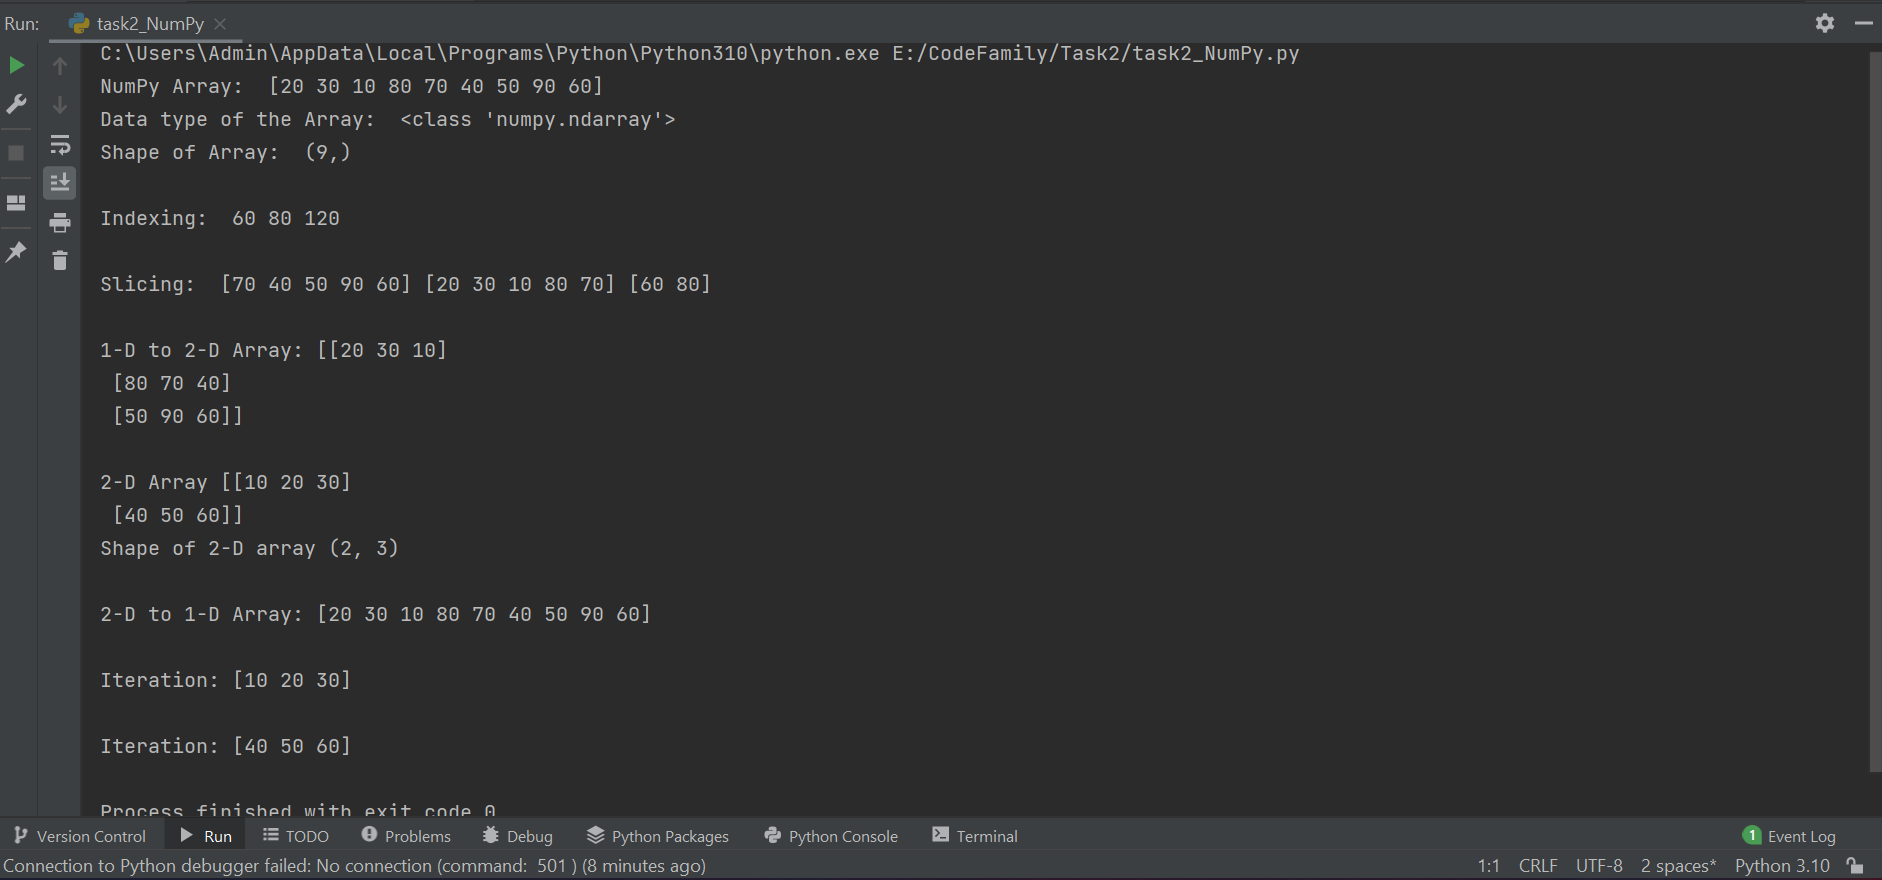 Run: task2_NumPy
C:\Users\Admin\AppData\Local\Programs\Python\Python310\python.exe E:/CodeFamily/Task2/task2_NumPy.py
NumPy Array:  [20 30 10 80 70 40 50 90 60]
Data type of the Array:  <class 'numpy.ndarray'>
Shape of Array:  (9,)
Indexing:  60 80 120
Slicing:  [70 40 50 90 60] [20 30 10 80 70] [60 80]
1-D to 2-D Array: [[20 30 10]
 [80 70 40]
 [50 90 60]]
2-D Array [[10 20 30]
 [40 50 60]]
Shape of 2-D array (2, 3)
2-D to 1-D Array: [20 30 10 80 70 40 50 90 60]
Iteration: [10 20 30]
Iteration: [40 50 60]
Process finished with exit code 0
Version Control Run TODO Problems Debug Python Packages Python Console Terminal 1 Event Log
Connection to Python debugger failed: No connection (command:  501 ) (8 minutes ago) 1:1 CRLF UTF-8 2 spaces* Python 3.10